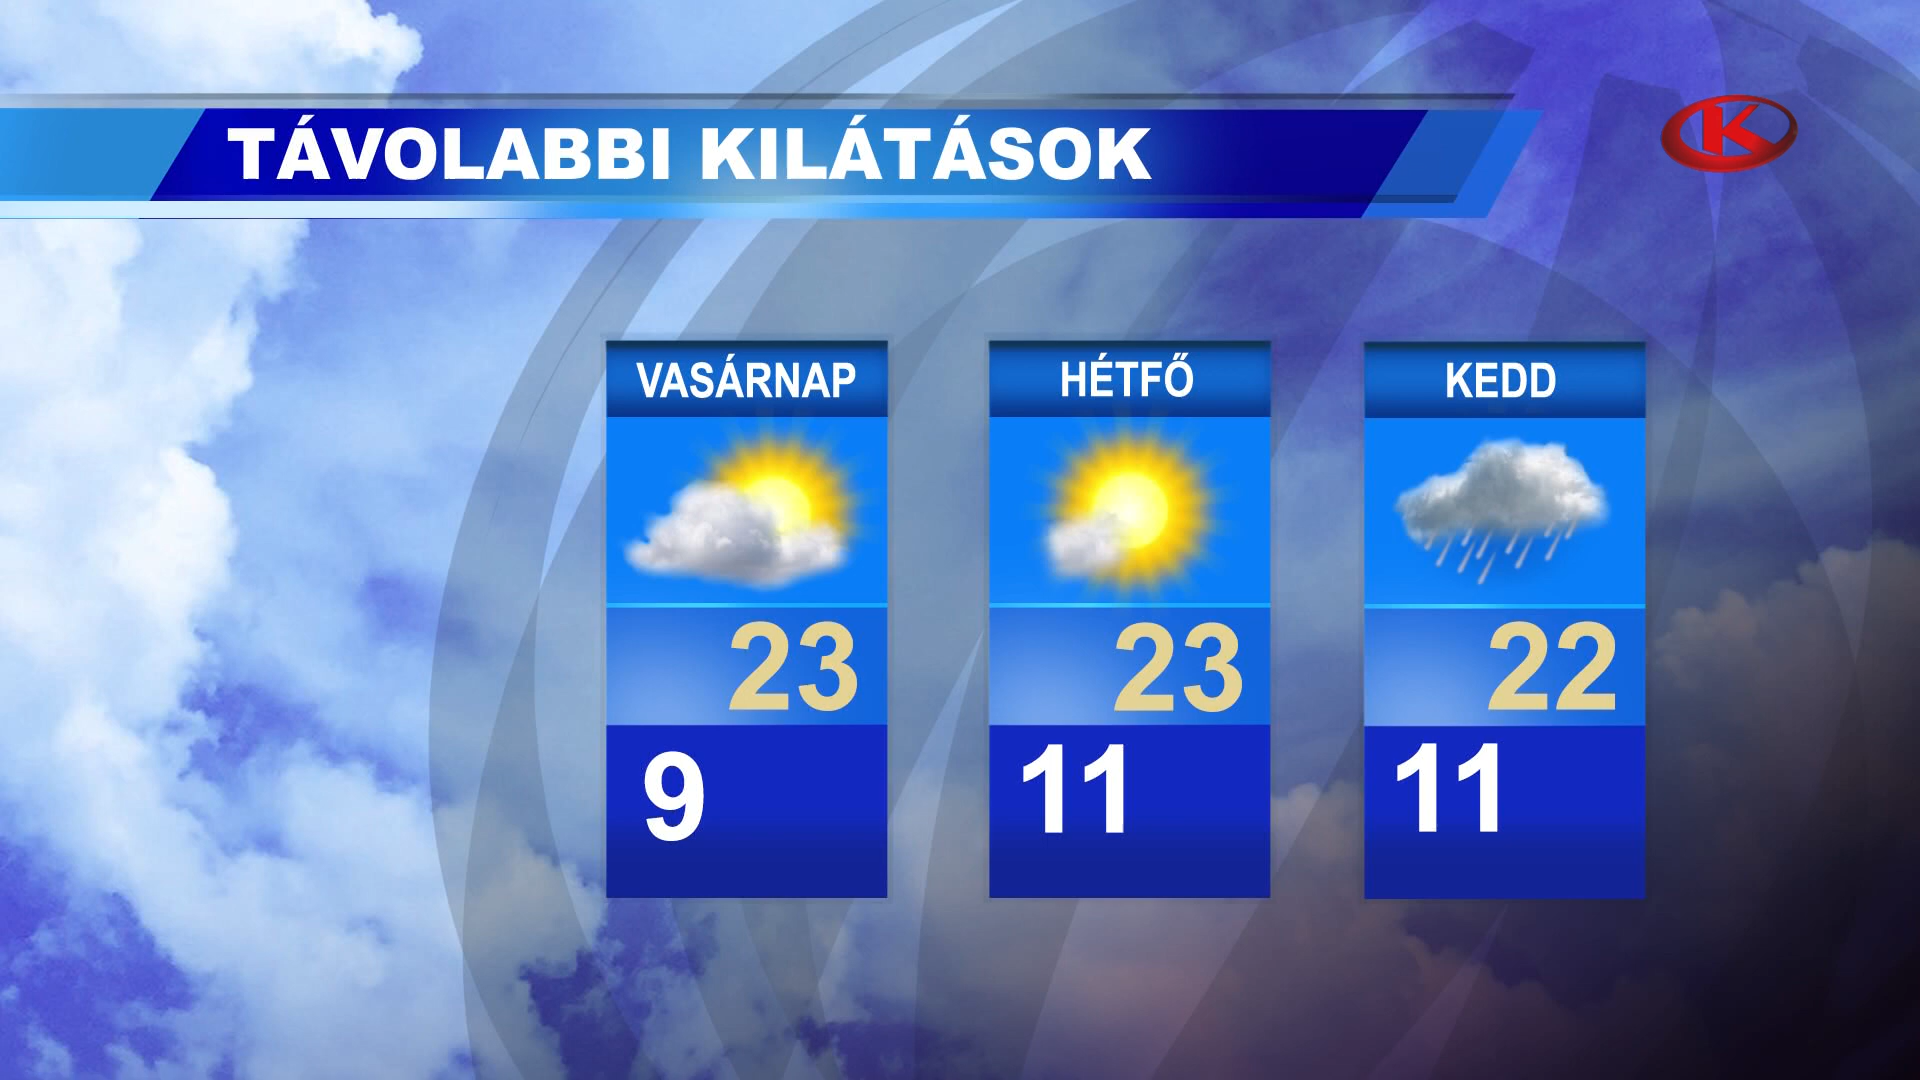 TÁVOLABBI KILÁTÁSOK
K
VASÁRNAP
HÉTFŐ
KEDD
23
23
22
9
11
11